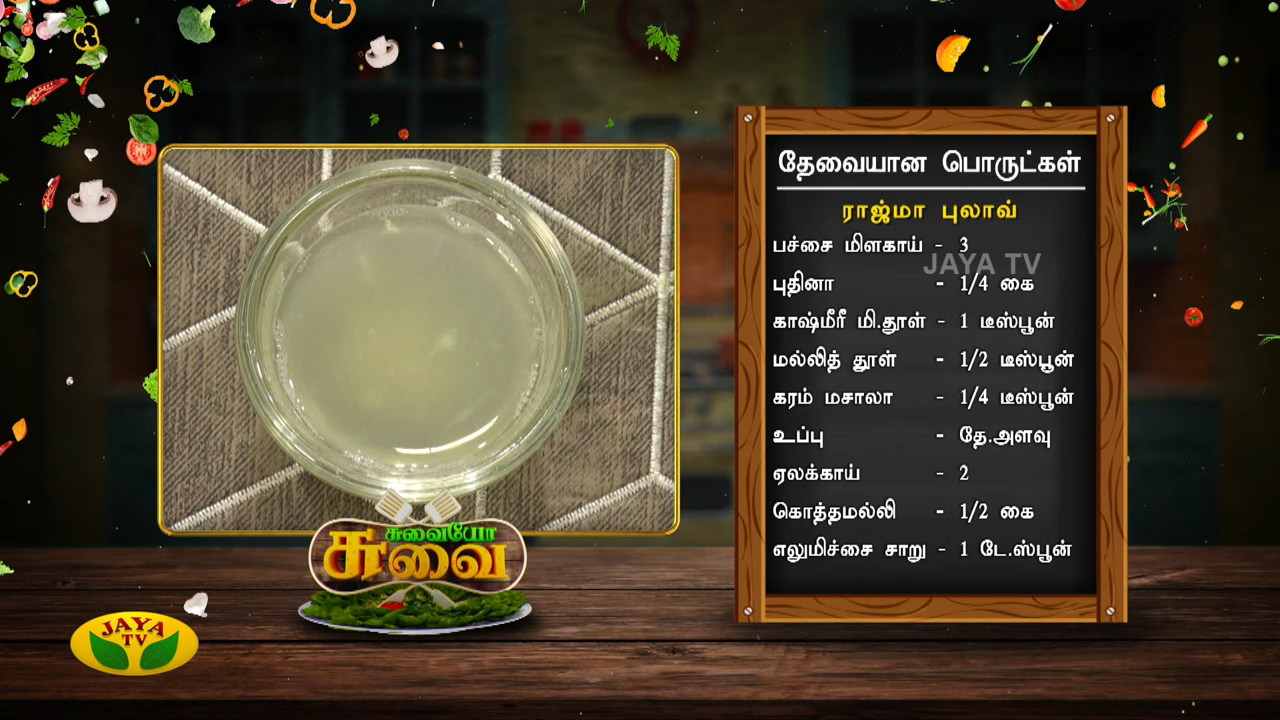 தேவையான பொருட்கள்
ராஜ்மா புலாவ்
பச்சை மிளகாய் - 3
JAYA TV
புதினா - 1/4 கை
காஷ்மீரீ மி.தூள் - 1 டீஸ்பூன்
மல்லித் தூள் - 1/2 டீஸ்பூன்
கரம் மசாலா - 1/4 டீஸ்பூன்
உப்பு - தே.அளவு
ஏலக்காய் - 2
கொத்தமல்லி - 1/2 கை
எலுமிச்சை சாறு - 1 டே.ஸ்பூன்
சுவையோ
சுவை
JAYA
TV